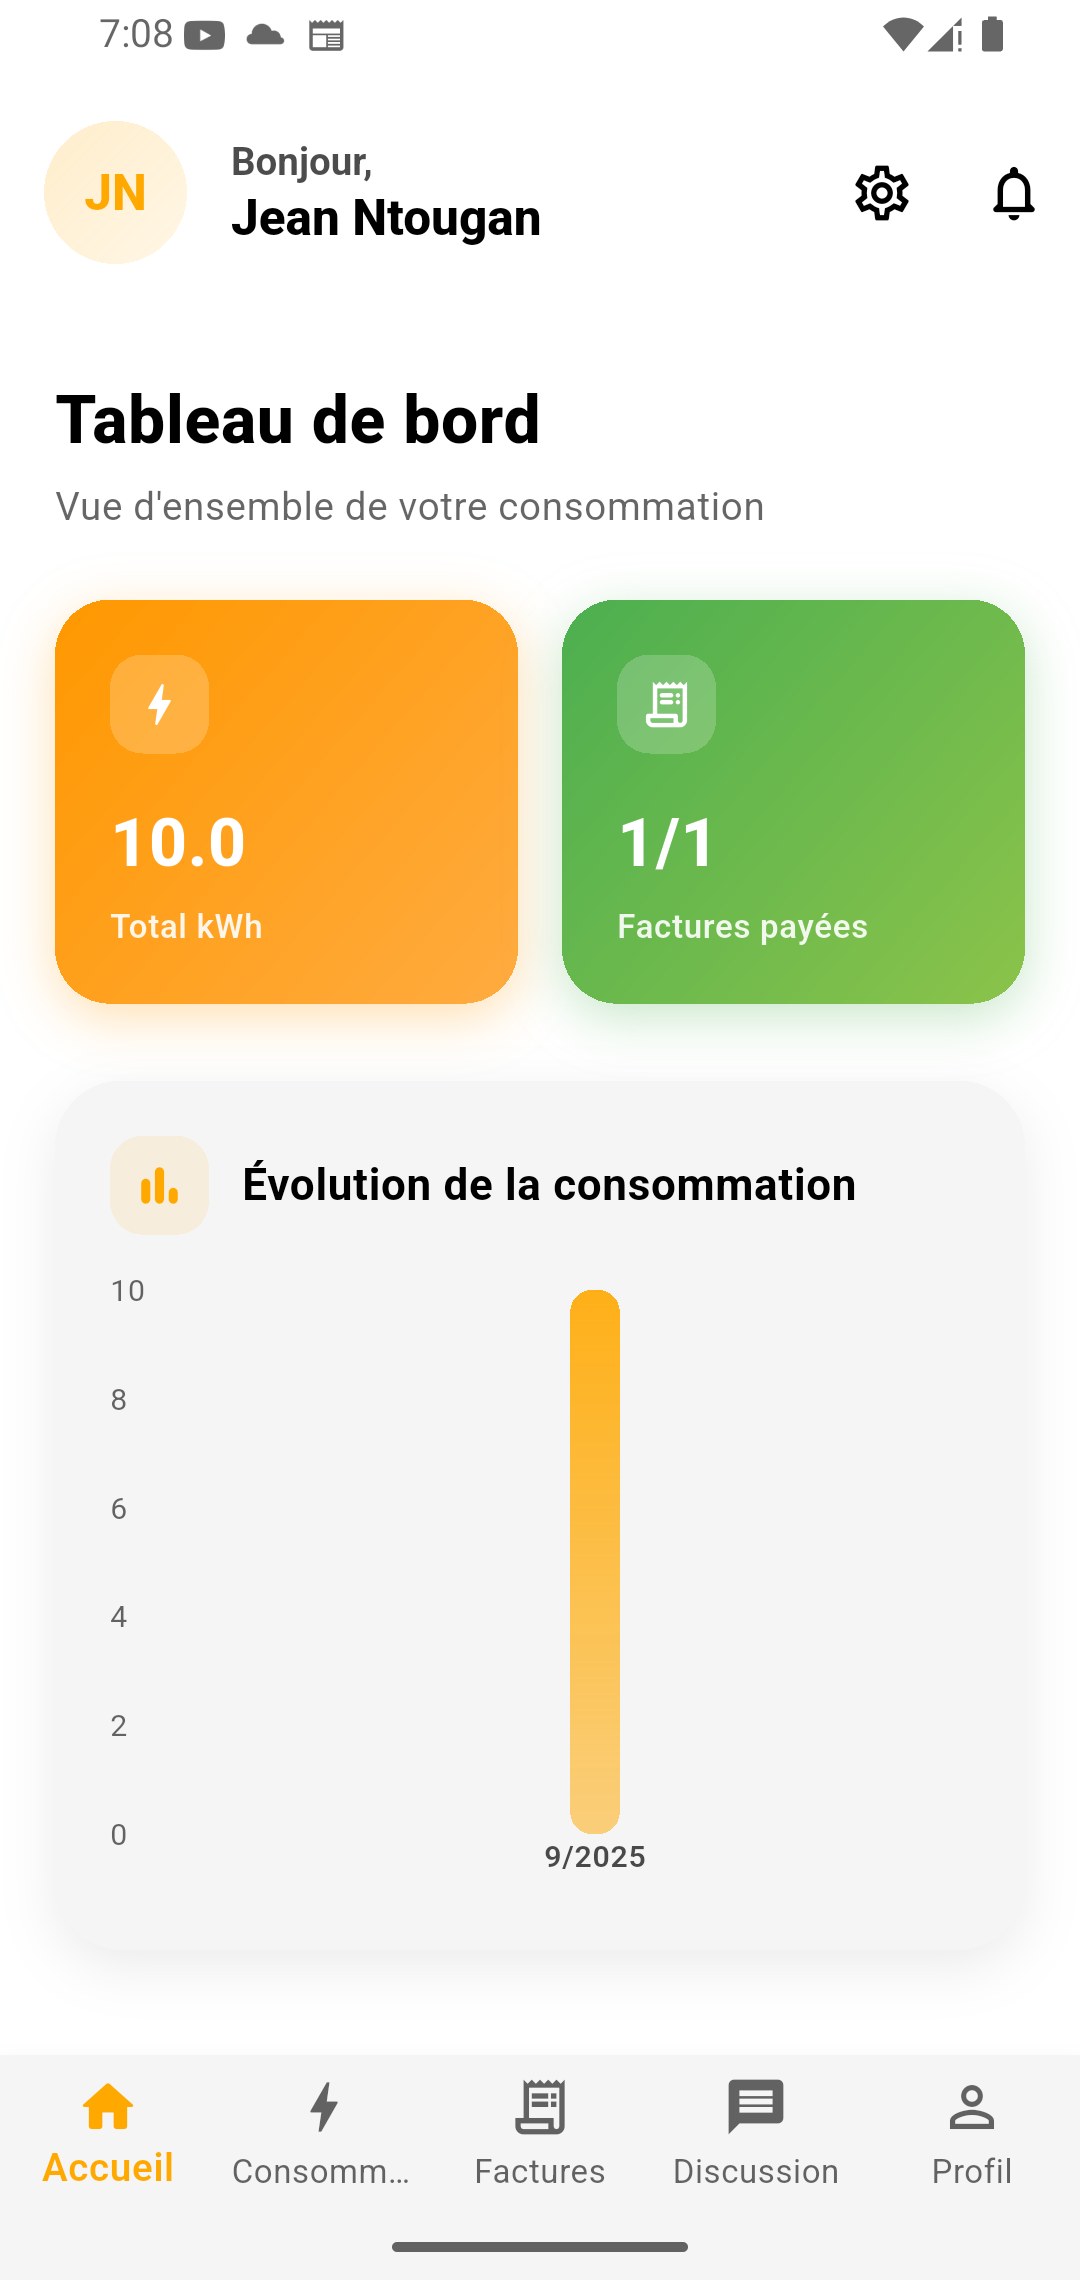 7:08
JN
Bonjour,
Jean Ntougan
Tableau de bord
Vue d'ensemble de votre consommation
10.0
Total kWh
1/1
Factures payées
Évolution de la consommation
10
8
6
4
2
0
9/2025
Accueil
Consomm...
Factures
Discussion
Profil